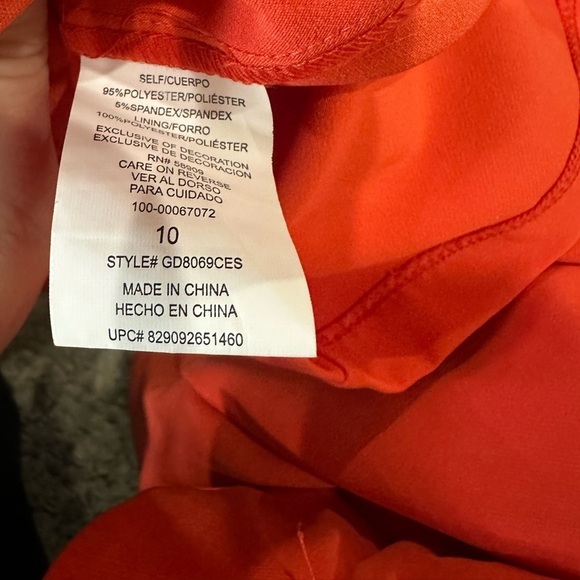 SELF/CUERPO
95%POLYESTER/POLIÉSTER
5%SPANDEX/SPANDEX
LINING/FORRO
100%POLYESTER/POLIÉSTER
EXCLUSIVE OF DECORATION
EXCLUSIVE DE DECORACION
RN# 58909
CARE ON REVERSE
VER AL DORSO
PARA CUIDADO
100-00067072
10
STYLE# GD8069CES
MADE IN CHINA
HECHO EN CHINA
UPC# 829092651460